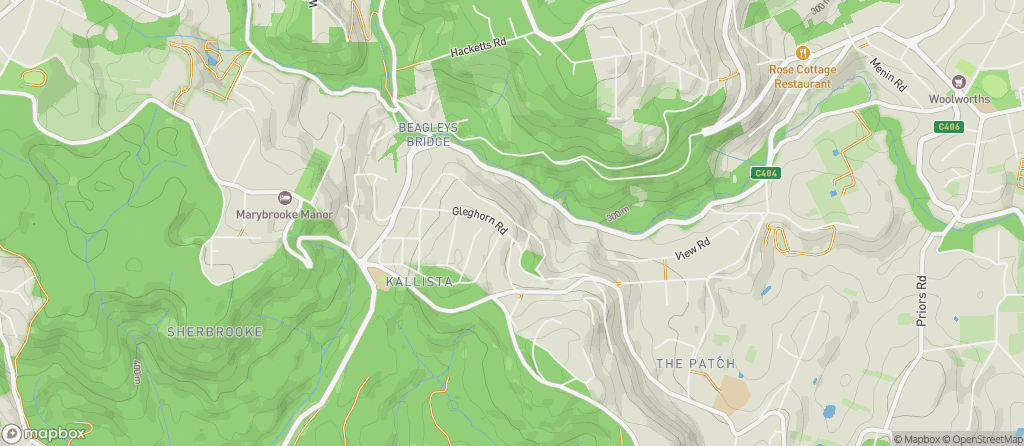 W
Hacketts Rd
300 m
Rose Cottage
Restaurant
Menin Rd
Woolworths
C406
BEAGLEYS
BRIDGE
C404
Marybrooke Manor
Gleghorn Rd
300 m
View Rd
KALLISTA
Priors Rd
SHERBROOKE
400 m
THE PATCH
mapbox
© Mapbox © OpenStreetMap